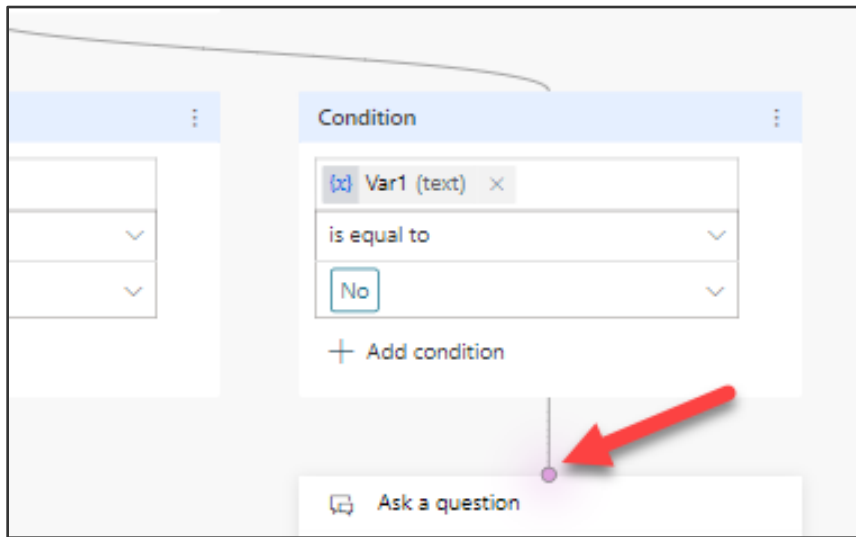 Condition
{x} Var1 (text) ×
is equal to
No
+ Add condition
Ask a question